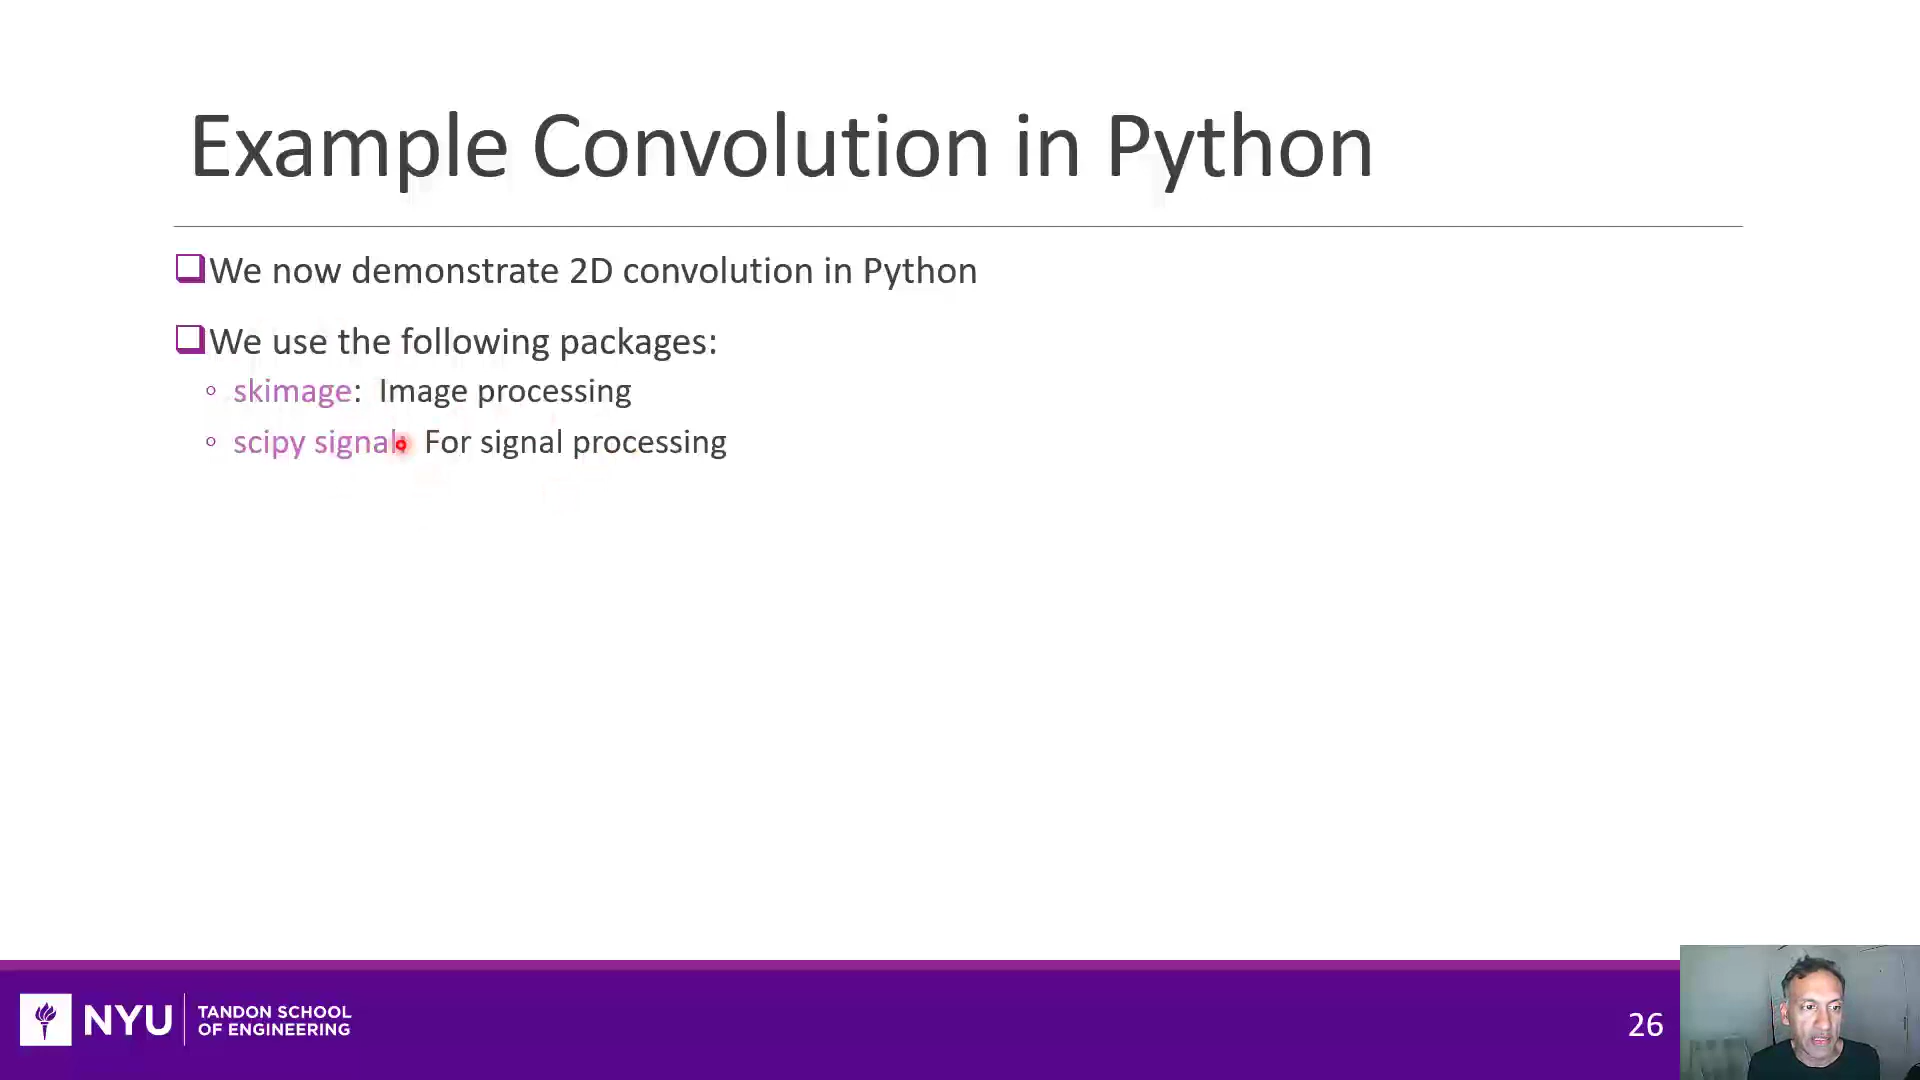 Example Convolution in Python
We now demonstrate 2D convolution in Python
We use the following packages:
skimage: Image processing
scipy signal: For signal processing
NYU
TANDON SCHOOL
OF ENGINEERING
26